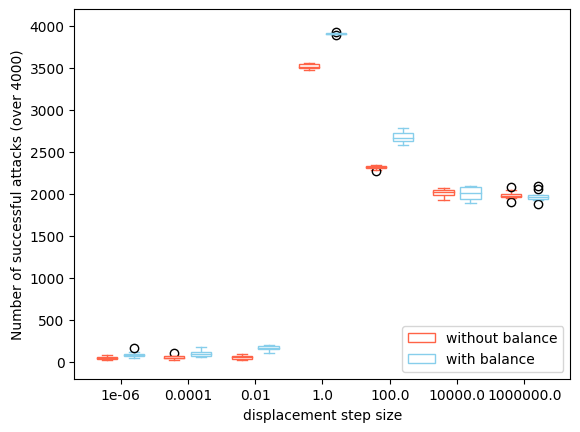 Number of successful attacks (over 4000)
4000
3500
3000
2500
2000
1500
1000
500
0
without balance
with balance
1e-06 0.0001 0.01 1.0 100.0 10000.0 1000000.0
displacement step size